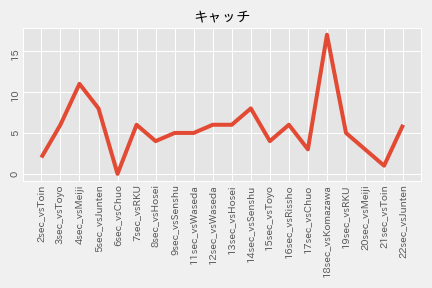 キャッチ
15
10
5
0
2sec_vsToin
3sec_vsToyo
4sec_vsMeiji
5sec_vsJunten
6sec_vsChuo
7sec_vsRKU
8sec_vsHosei
9sec_vsSenshu
11sec_vsWaseda
12sec_vsWaseda
13sec_vsHosei
14sec_vsSenshu
15sec_vsToyo
16sec_vsRissho
17sec_vsChuo
18sec_vsKomazawa
19sec_vsRKU
20sec_vsMeiji
21sec_vsToin
22sec_vsJunten